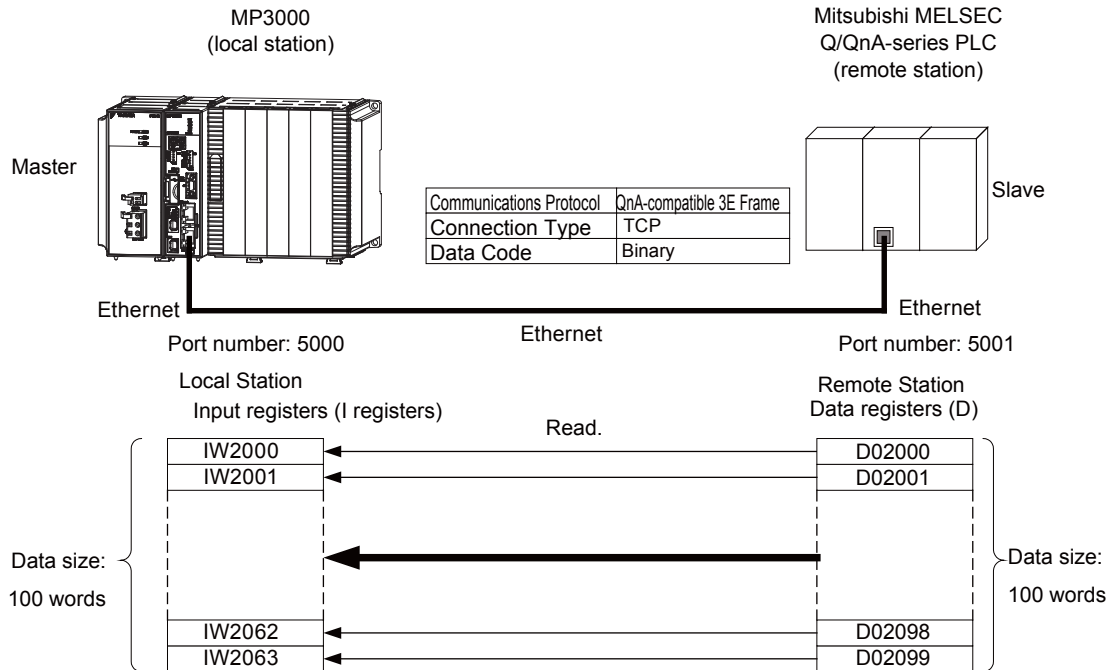 MP3000
(local station)
Mitsubishi MELSEC
Q/QnA-series PLC
(remote station)
Master
Slave
Communications Protocol QnA-compatible 3E Frame
Connection Type TCP
Data Code Binary
Ethernet
Ethernet
Ethernet
Port number: 5000
Port number: 5001
Local Station
Input registers (I registers)
Remote Station
Data registers (D)
Read.
IW2000 D02000
IW2001 D02001
Data size:
100 words
Data size:
100 words
IW2062 D02098
IW2063 D02099